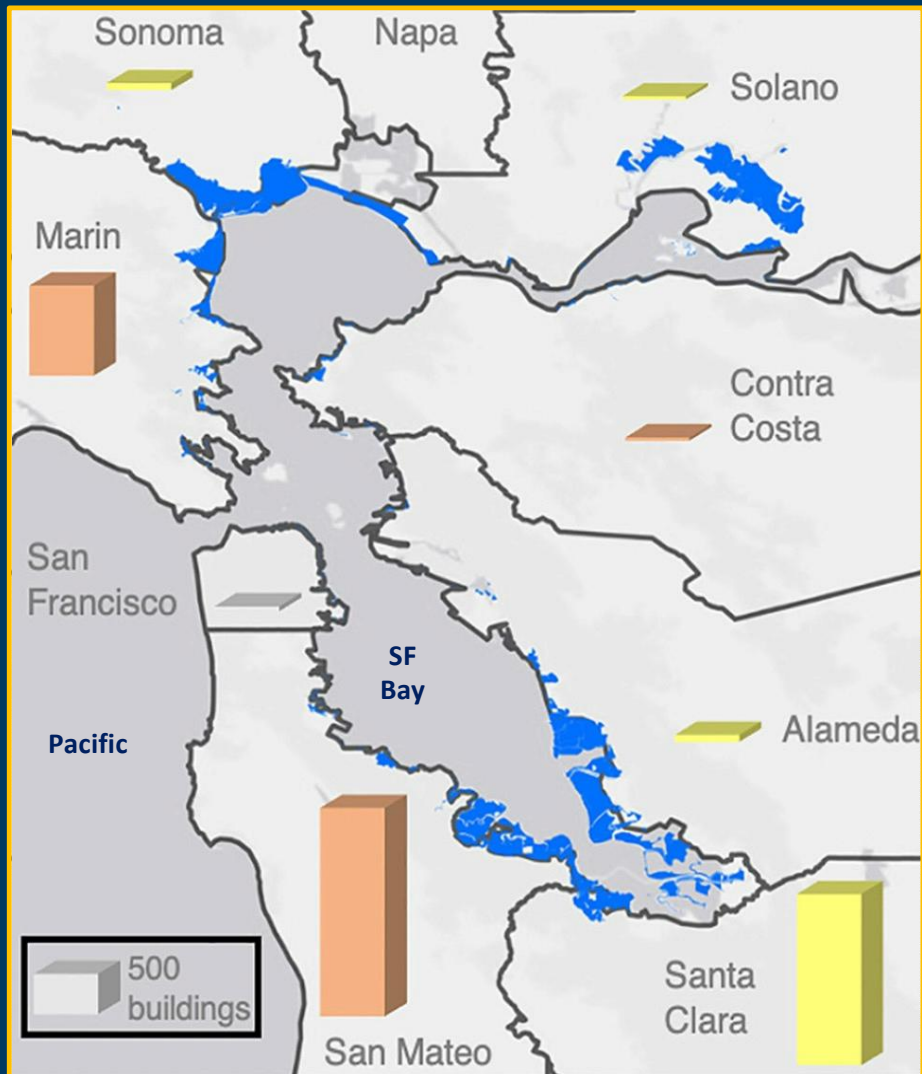 Sonoma
Napa
Solano
Marin
Contra
Costa
San
Francisco
SF
Bay
Pacific
Alameda
500
buildings
Santa
Clara
San Mateo